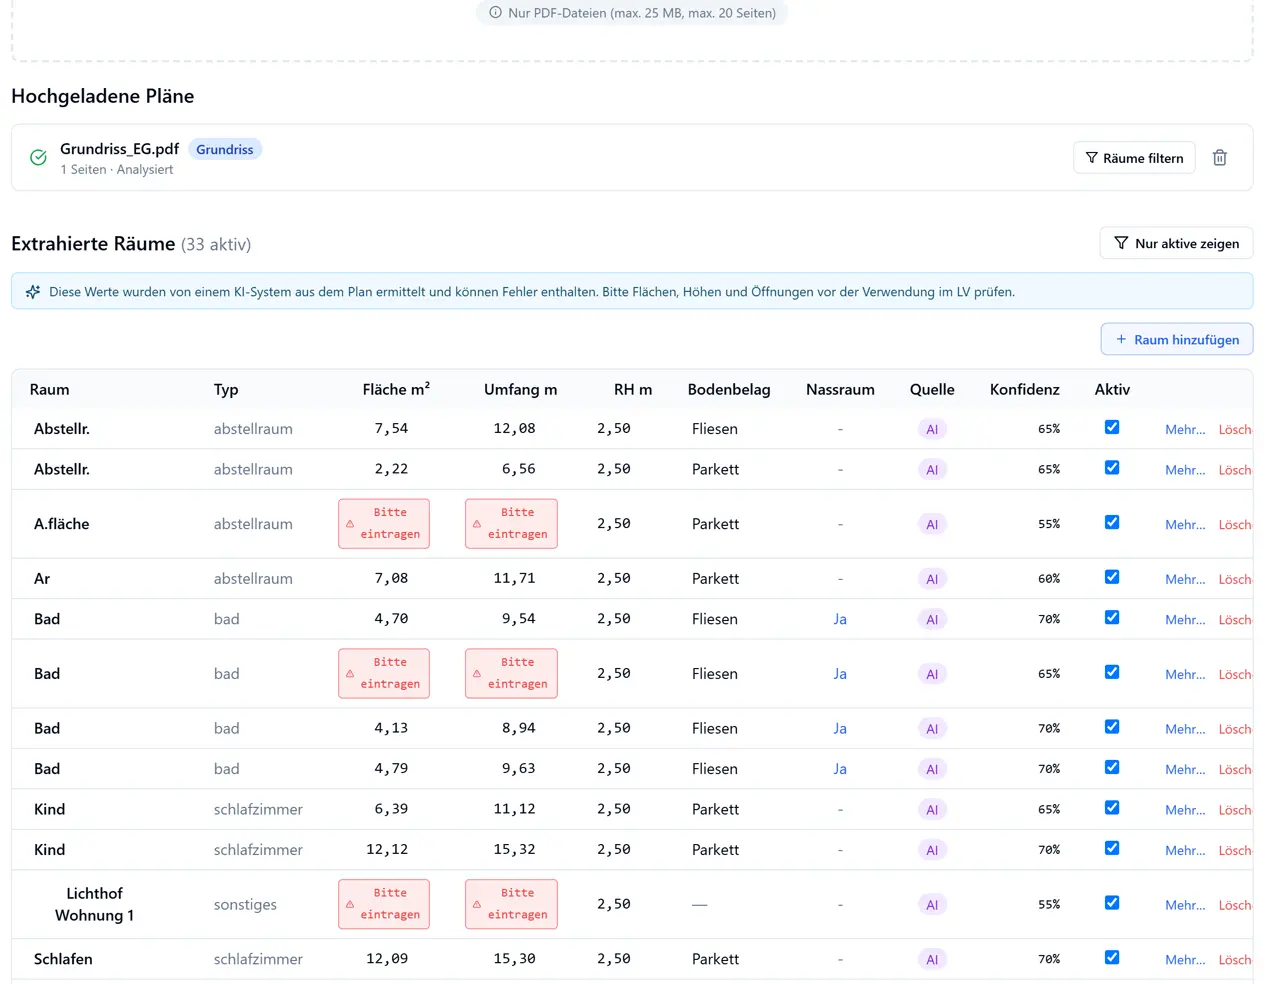 Nur PDF-Dateien (max. 25 MB, max. 20 Seiten)
Hochgeladene Pläne
Grundriss_EG.pdf Grundriss
1 Seiten · Analysiert
Räume filtern
Extrahierte Räume (33 aktiv)
Nur aktive zeigen
Diese Werte wurden von einem KI-System aus dem Plan ermittelt und können Fehler enthalten. Bitte Flächen, Höhen und Öffnungen vor der Verwendung im LV prüfen.
+ Raum hinzufügen
Raum Typ Fläche m² Umfang m RH m Bodenbelag Nassraum Quelle Konfidenz Aktiv
Abstellr. abstellraum 7,54 12,08 2,50 Fliesen - AI 65% Mehr... Lösch
Abstellr. abstellraum 2,22 6,56 2,50 Parkett - AI 65% Mehr... Lösch
A.fläche abstellraum Bitte eintragen Bitte eintragen 2,50 Parkett - AI 55% Mehr... Lösch
Ar abstellraum 7,08 11,71 2,50 Parkett - AI 60% Mehr... Lösch
Bad bad 4,70 9,54 2,50 Fliesen Ja AI 70% Mehr... Lösch
Bad bad Bitte eintragen Bitte eintragen 2,50 Fliesen Ja AI 65% Mehr... Lösch
Bad bad 4,13 8,94 2,50 Fliesen Ja AI 70% Mehr... Lösch
Bad bad 4,79 9,63 2,50 Fliesen Ja AI 70% Mehr... Lösch
Kind schlafzimmer 6,39 11,12 2,50 Parkett - AI 65% Mehr... Lösch
Kind schlafzimmer 12,12 15,32 2,50 Parkett - AI 70% Mehr... Lösch
Lichthof Wohnung 1 sonstiges Bitte eintragen Bitte eintragen 2,50 — - AI 55% Mehr... Lösch
Schlafen schlafzimmer 12,09 15,30 2,50 Parkett - AI 70% Mehr... Lösch